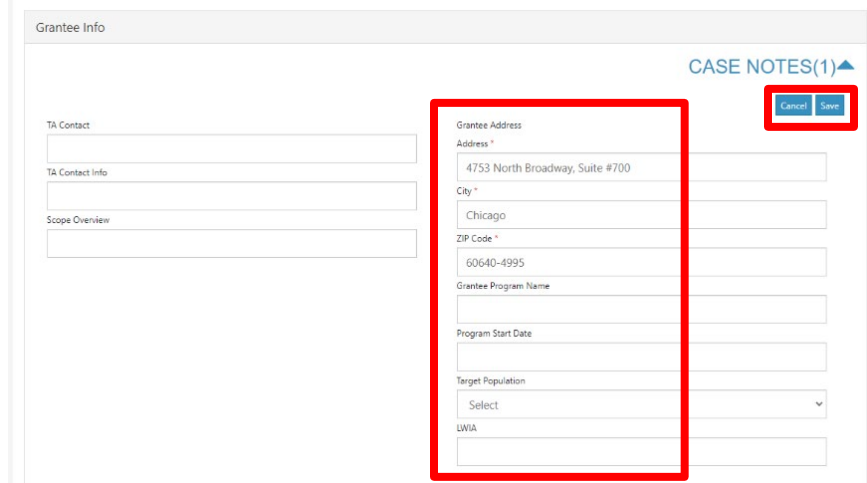 Grantee Info
CASE NOTES(1)
Cancel Save
TA Contact
TA Contact Info
Scope Overview
Grantee Address
Address *
4753 North Broadway, Suite #700
City *
Chicago
ZIP Code *
60640-4995
Grantee Program Name
Program Start Date
Target Population
Select
LWIA